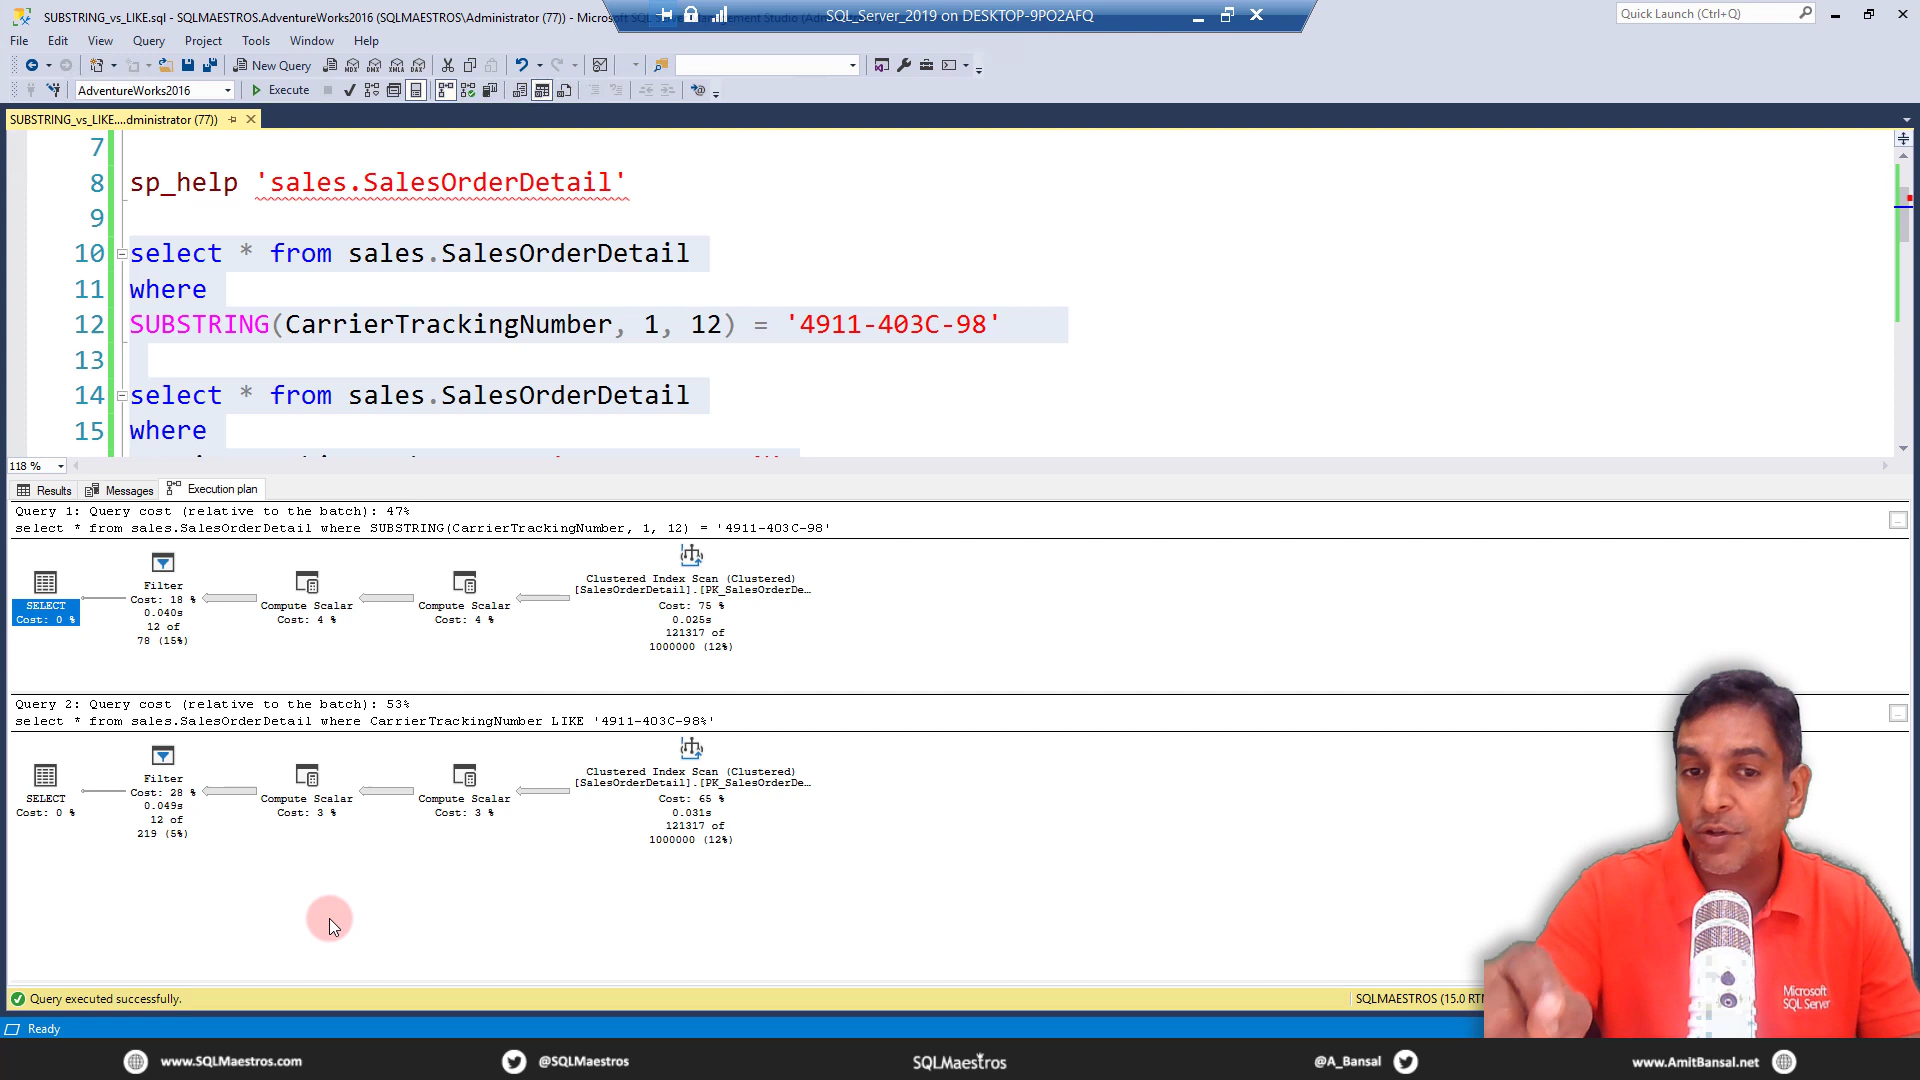 SUBSTRING_vs_LIKE.sql - SQLMAESTROS.AdventureWorks2016 (SQLMAESTROS\Administrator (77)) - Micros
SQL_Server_2019 on DESKTOP-9PO2AFQ
Quick Launch (Ctrl+Q)
File Edit View Query Project Tools Window Help
New Query
AdventureWorks2016
Execute
SUBSTRING_vs_LIKE....dministrator (77))
7
8 sp_help 'sales.SalesOrderDetail'
9
10 select * from sales.SalesOrderDetail
11 where
12 SUBSTRING(CarrierTrackingNumber, 1, 12) = '4911-403C-98'
13
14 select * from sales.SalesOrderDetail
15 where
118 %
Results Messages Execution plan
Query 1: Query cost (relative to the batch): 47%
select * from sales.SalesOrderDetail where SUBSTRING(CarrierTrackingNumber, 1, 12) = '4911-403C-98'
SELECT
Cost: 0 %
Filter
Cost: 18 %
0.040s
12 of
78 (15%)
Compute Scalar
Cost: 4 %
Compute Scalar
Cost: 4 %
Clustered Index Scan (Clustered)
[SalesOrderDetail].[PK_SalesOrderDe...
Cost: 75 %
0.025s
121317 of
1000000 (12%)
Query 2: Query cost (relative to the batch): 53%
select * from sales.SalesOrderDetail where CarrierTrackingNumber LIKE '4911-403C-98%'
SELECT
Cost: 0 %
Filter
Cost: 28 %
0.049s
12 of
219 (5%)
Compute Scalar
Cost: 3 %
Compute Scalar
Cost: 3 %
Clustered Index Scan (Clustered)
[SalesOrderDetail].[PK_SalesOrderDe...
Cost: 65 %
0.031s
121317 of
1000000 (12%)
Query executed successfully.
SQLMAESTROS (15.0 RTM
Microsoft
SQL Server
Ready
www.SQLMaestros.com
@SQLMaestros
SQLMaestros
@A_Bansal
www.AmitBansal.net